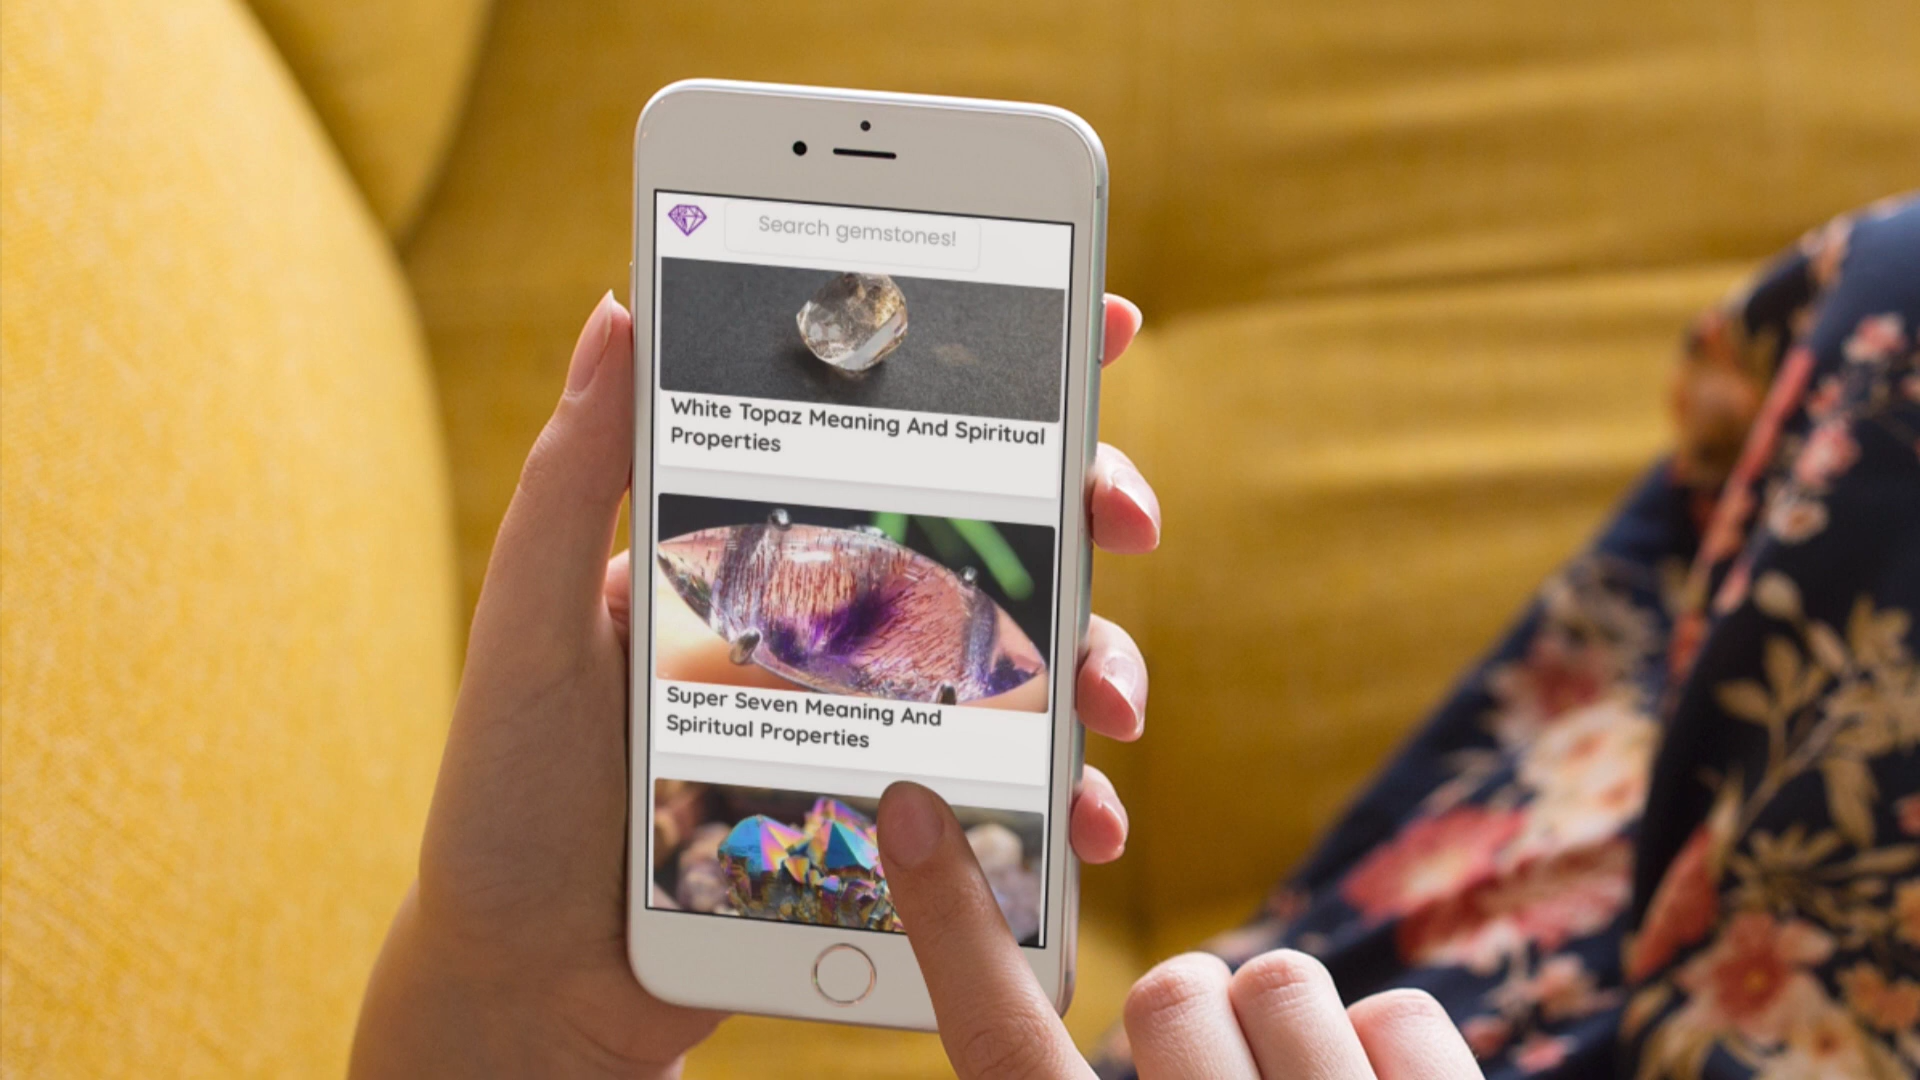 Search gemstones!
White Topaz Meaning And Spiritual
Properties
Super Seven Meaning And
Spiritual Properties